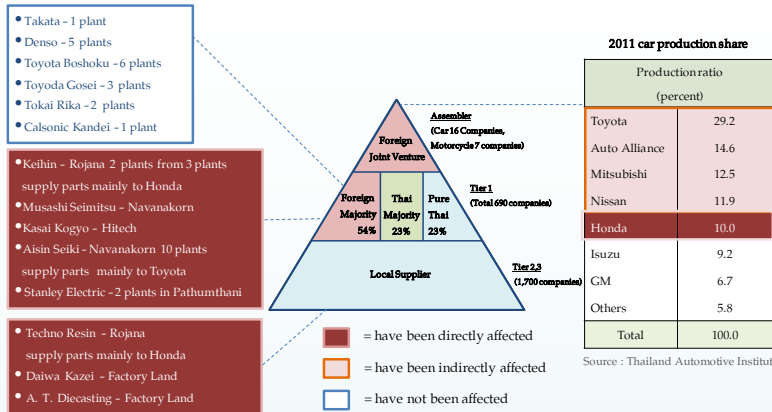 • Takata – 1 plant
• Denso – 5 plants
• Toyota Boshoku – 6 plants
• Toyoda Gosei – 3 plants
• Tokai Rika – 2 plants
• Calsonic Kandei – 1 plant
• Keihin – Rojana 2 plants from 3 plants
supply parts mainly to Honda
• Musashi Seimitsu – Navanakorn
• Kasai Kogyo – Hitech
• Aisin Seiki – Navanakorn 10 plants
supply parts mainly to Toyota
• Stanley Electric – 2 plants in Pathumthani
• Techno Resin – Rojana
supply parts mainly to Honda
• Daiwa Kazei – Factory Land
• A. T. Diecasting – Factory Land
Foreign
Joint Venture
Foreign
Majority
54%
Thai
Majority
23%
Pure
Thai
23%
Local Supplier
Assembler
(Car 16 Companies,
Motorcycle 7 companies)
Tier 1
(Total 690 companies)
Tier 2,3
(1,700 companies)
= have been directly affected
= have been indirectly affected
= have not been affected
2011 car production share
Production ratio
(percent)
Toyota 29.2
Auto Alliance 14.6
Mitsubishi 12.5
Nissan 11.9
Honda 10.0
Isuzu 9.2
GM 6.7
Others 5.8
Total 100.0
Source : Thailand Automotive Institut